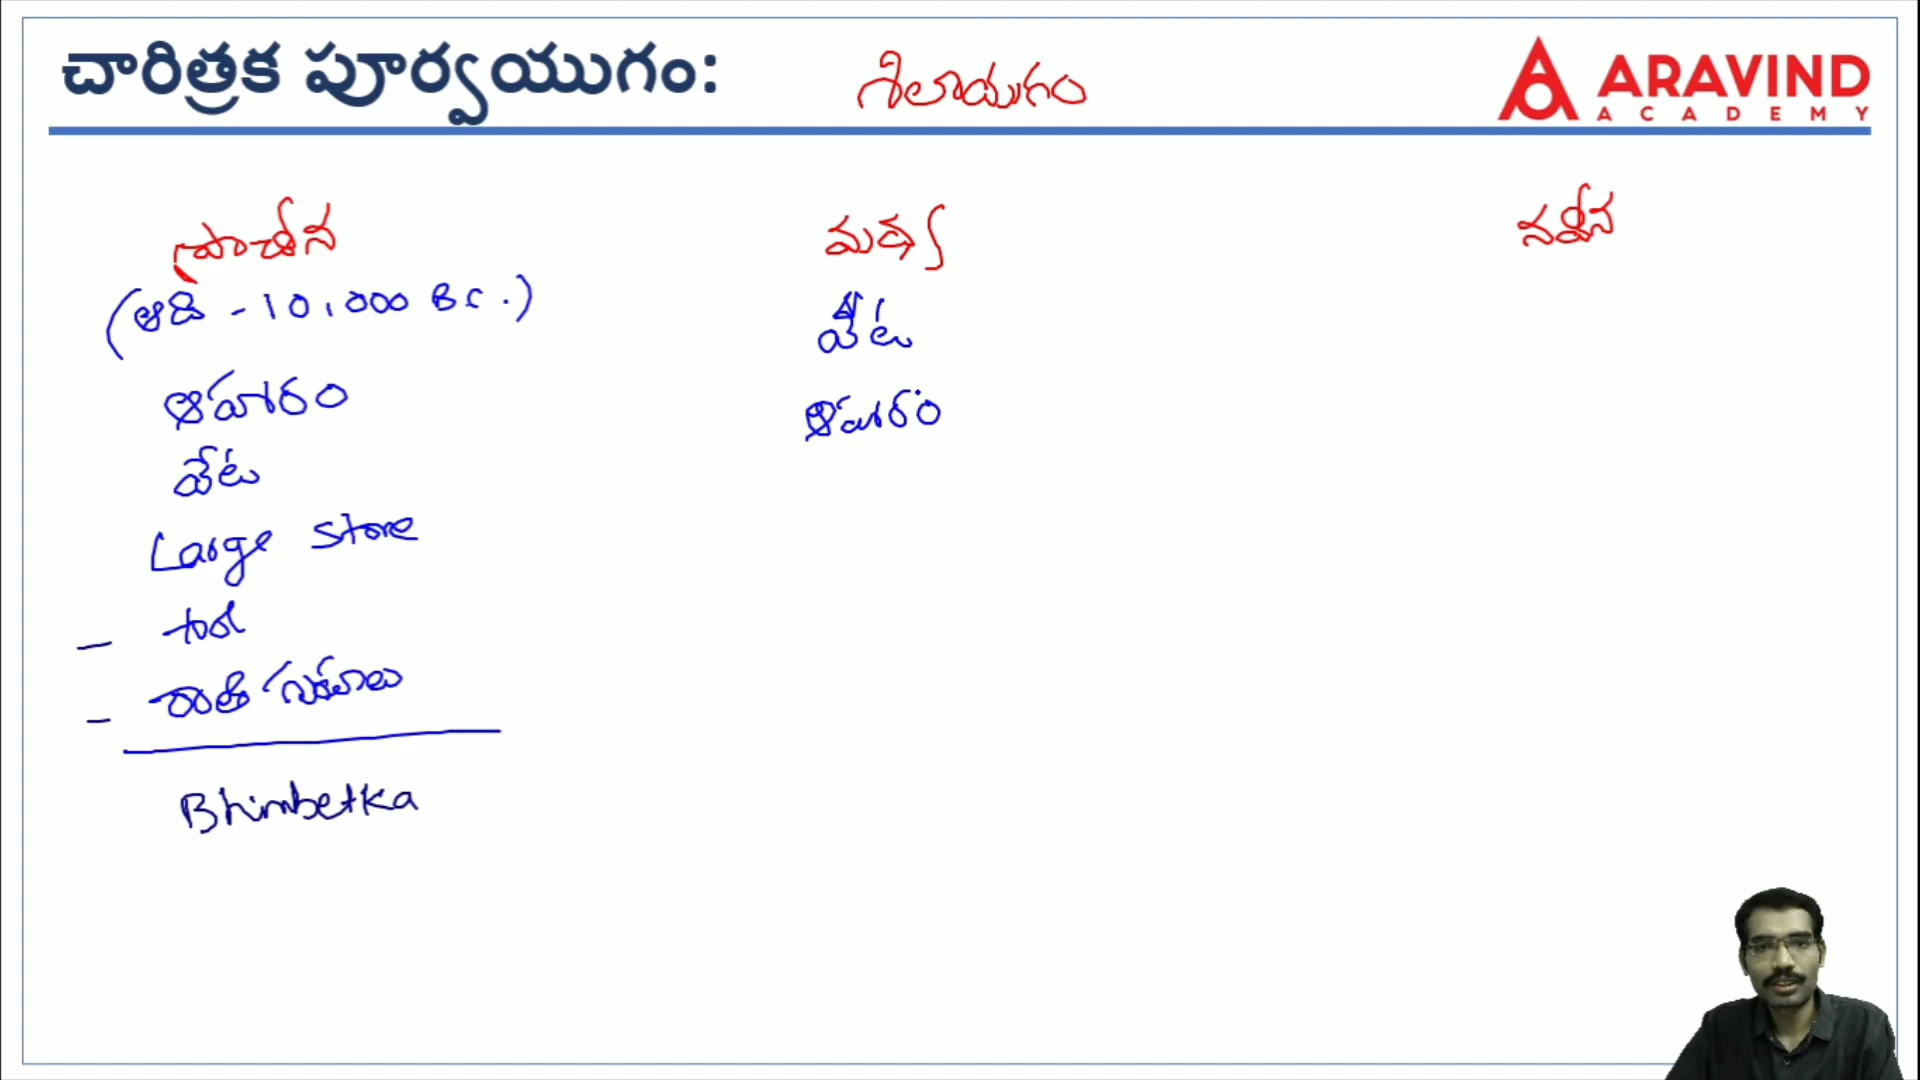 చారిత్రక పూర్వయుగం: శిలాయుగం
ARAVIND
ACADEMY
ప్రాచీన
(ఆది - 10,000 BC.)
ఆహారం
వేట
Large stone
- tool
- రాతి గుహలు
Bhimbetka
మధ్య
వేట
ఆహారం
నవీన